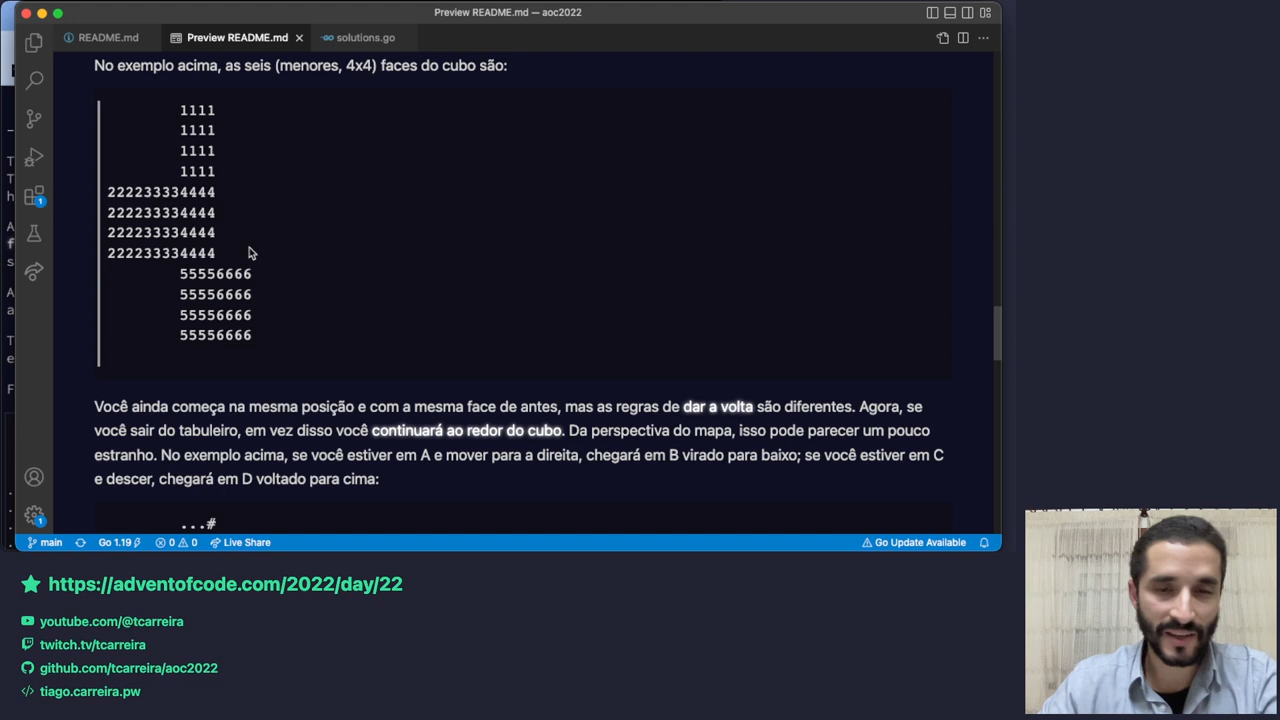 Preview README.md — aoc2022
README.md
Preview README.md
solutions.go
No exemplo acima, as seis (menores, 4x4) faces do cubo são:
1111
1111
1111
1111
222233334444
222233334444
222233334444
222233334444
55556666
55556666
55556666
55556666
Você ainda começa na mesma posição e com a mesma face de antes, mas as regras de dar a volta são diferentes. Agora, se
você sair do tabuleiro, em vez disso você continuará ao redor do cubo. Da perspectiva do mapa, isso pode parecer um pouco
estranho. No exemplo acima, se você estiver em A e mover para a direita, chegará em B virado para baixo; se você estiver em C
e descer, chegará em D voltado para cima:
...#
main
Go 1.19
0
0
Live Share
Go Update Available
1
1
https://adventofcode.com/2022/day/22
youtube.com/@tcarreira
twitch.tv/tcarreira
github.com/tcarreira/aoc2022
tiago.carreira.pw